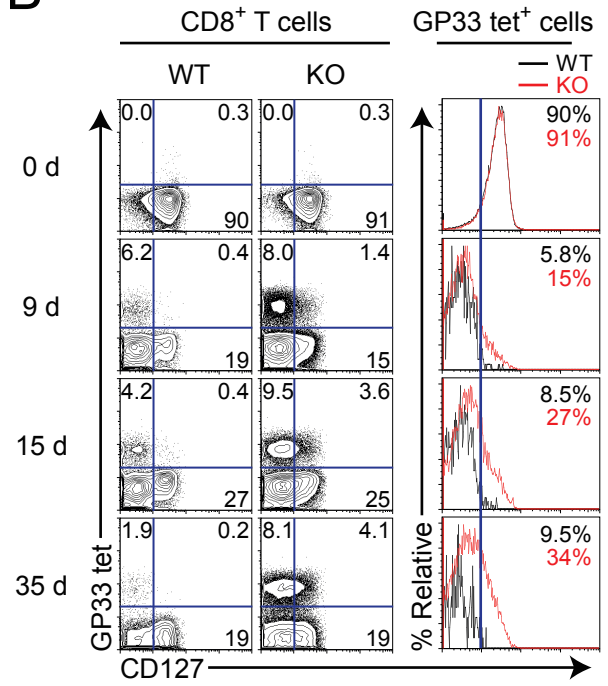 CD8+ T cells
GP33 tet+ cells
WT
KO
WT
KO
0 d
0.0
0.3
90
0.0
0.3
91
90%
91%
9 d
6.2
0.4
19
8.0
1.4
15
5.8%
15%
15 d
4.2
0.4
27
9.5
3.6
25
8.5%
27%
35 d
1.9
0.2
19
8.1
4.1
19
9.5%
34%
GP33 tet
% Relative
CD127